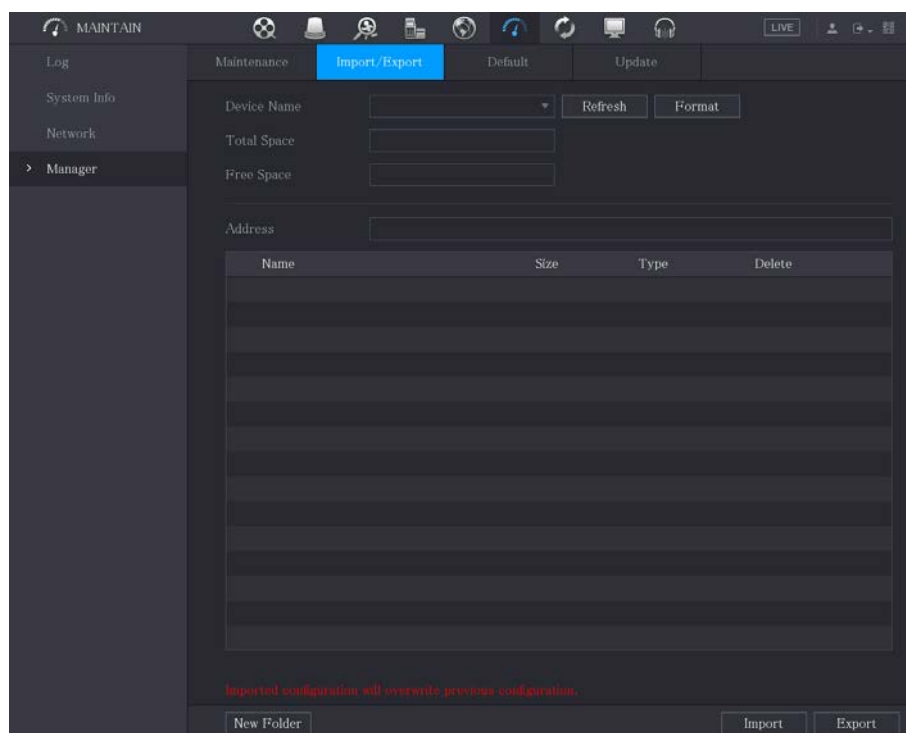 MAINTAIN
LIVE
Log
System Info
Network
Manager
Maintenance Import/Export Default Update
Device Name Refresh Format
Total Space
Free Space
Address
Name Size Type Delete
Imported configuration will overwrite previous configuration.
New Folder Import Export